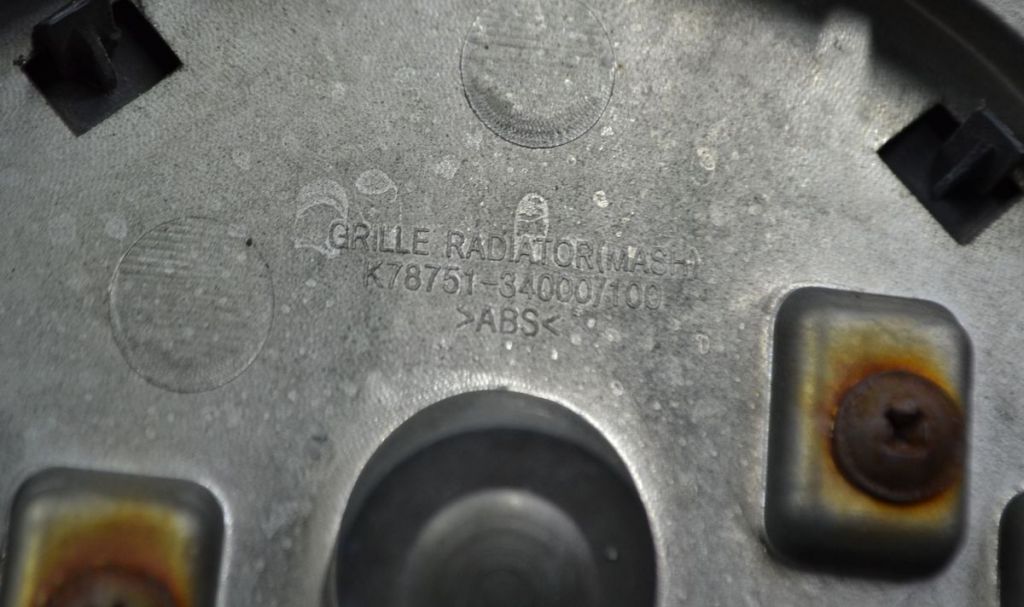 GRILLE RADIATOR(MASH)
K78751-34000/100
>ABS<